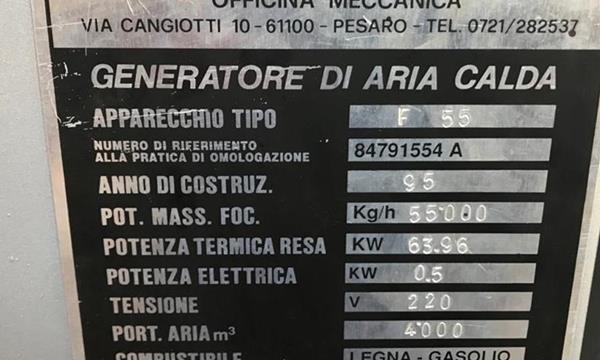 OFFICINA MECCANICA
VIA CANGIOTTI 10-61100 - PESARO - TEL. 0721/282537
GENERATORE DI ARIA CALDA
APPARECCHIO TIPO F 55
NUMERO DI RIFERIMENTO
ALLA PRATICA DI OMOLOGAZIONE 84791554 A
ANNO DI COSTRUZ. 95
POT. MASS. FOC. Kg/h 55000
POTENZA TERMICA RESA KW 63.96
POTENZA ELETTRICA KW 0.5
TENSIONE V 220
PORT. ARIA m³ 4000
COMBUSTIBILE LEGNA - GASOLIO